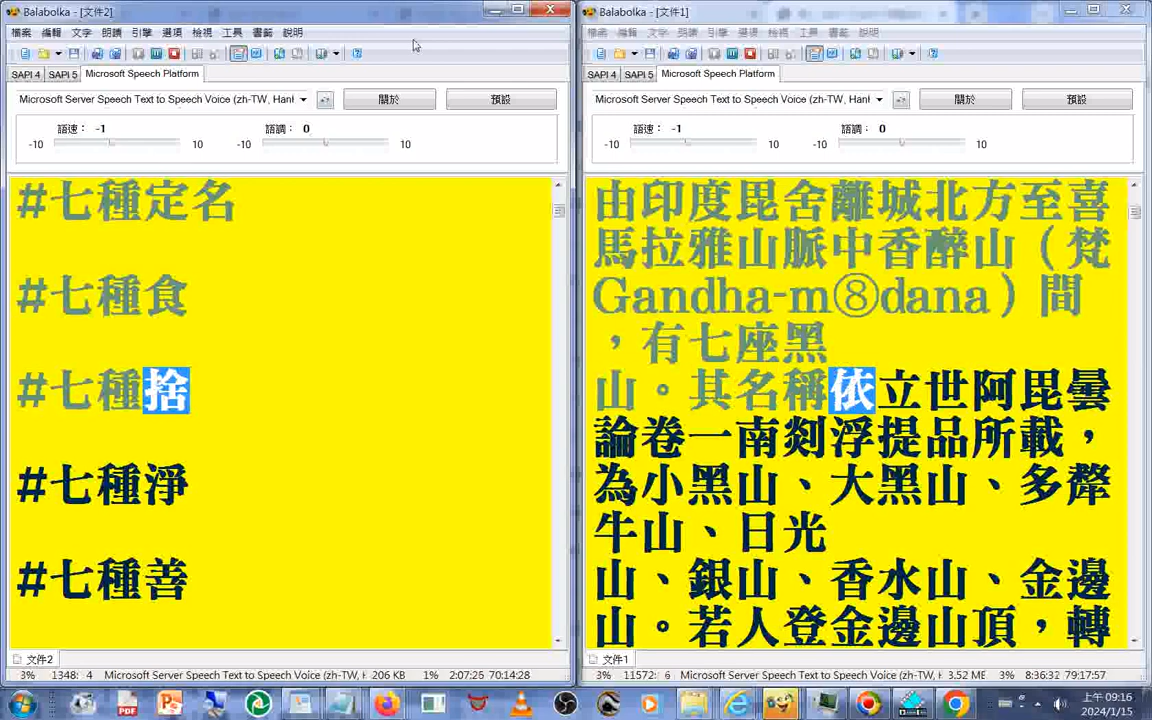 Balabolka - [文件2]
檔案 編輯 文字 朗讀 引擎 選項 檢視 工具 書籤 說明
SAPI 4 SAPI 5 Microsoft Speech Platform
Microsoft Server Speech Text to Speech Voice (zh-TW, Hanl
關於 預設
語速： -1 語調： 0
-10 10 -10 10
#七種定名
#七種食
#七種捨
#七種淨
#七種善
文件2
3% 1348: 4 Microsoft Server Speech Text to Speech Voice (zh-TW, H 206 KB 1% 2:07:25 70:14:28
Balabolka - [文件1]
檔案 編輯 文字 朗讀 引擎 選項 檢視 工具 書籤 說明
SAPI 4 SAPI 5 Microsoft Speech Platform
Microsoft Server Speech Text to Speech Voice (zh-TW, Hanl
關於 預設
語速： -1 語調： 0
-10 10 -10 10
由印度毘舍離城北方至喜
馬拉雅山脈中香醉山（梵
Gandha-m⑧dana）間
，有七座黑
山。其名稱依立世阿毘曇
論卷一南剡浮提品所載，
為小黑山、大黑山、多犛
牛山、日光
山、銀山、香水山、金邊
山。若人登金邊山頂，轉
文件1
3% 11572: 6 Microsoft Server Speech Text to Speech Voice (zh-TW, H 3.52 ME 3% 8:36:32 79:17:57
上午 09:16
2024/1/15